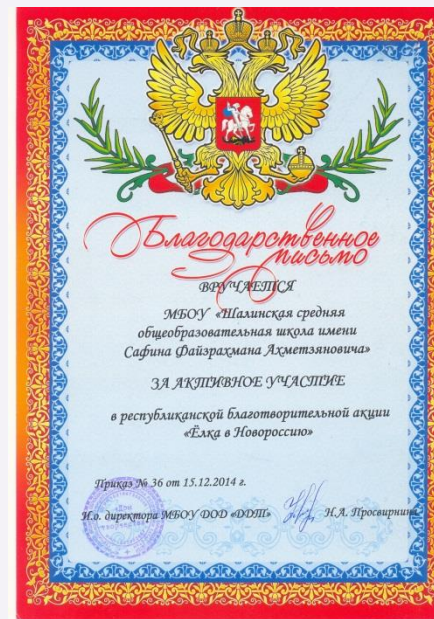 Благодарственное
письмо
ВРУЧАЕТСЯ
МБОУ «Шалинская средняя
общеобразовательная школа имени
Сафина Файзрахмана Ахметзяновича»
ЗА АКТИВНОЕ УЧАСТИЕ
в республиканской благотворительной акции
«Ёлка в Новороссию»
Приказ № 36 от 15.12.2014 г.
И.о. директора МБОУ ДОД «ДДТ» Н.А. Просвирнина